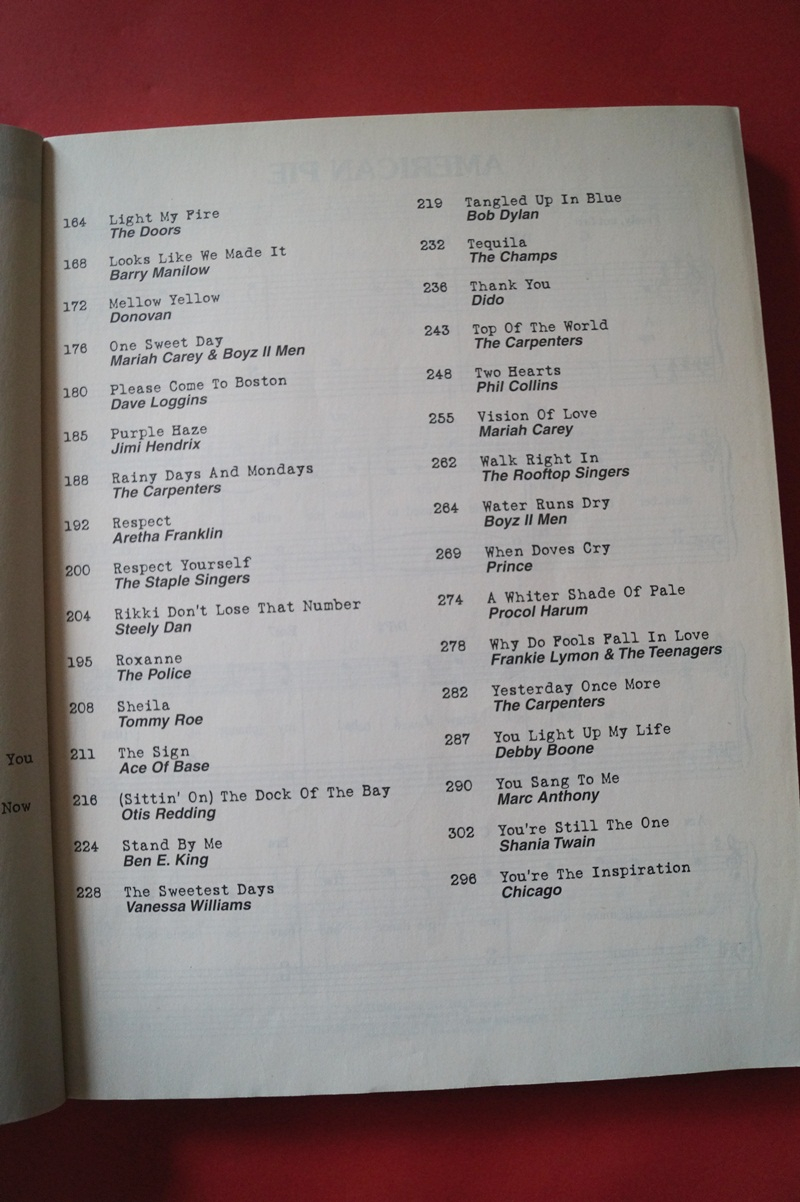 AMERICAN PIE
164 Light My Fire
The Doors
168 Looks Like We Made It
Barry Manilow
172 Mellow Yellow
Donovan
176 One Sweet Day
Mariah Carey & Boyz II Men
180 Please Come To Boston
Dave Loggins
185 Purple Haze
Jimi Hendrix
188 Rainy Days And Mondays
The Carpenters
192 Respect
Aretha Franklin
200 Respect Yourself
The Staple Singers
204 Rikki Don't Lose That Number
Steely Dan
195 Roxanne
The Police
208 Sheila
Tommy Roe
211 The Sign
Ace Of Base
216 (Sittin' On) The Dock Of The Bay
Otis Redding
224 Stand By Me
Ben E. King
228 The Sweetest Days
Vanessa Williams
219 Tangled Up In Blue
Bob Dylan
232 Tequila
The Champs
236 Thank You
Dido
243 Top Of The World
The Carpenters
248 Two Hearts
Phil Collins
255 Vision Of Love
Mariah Carey
262 Walk Right In
The Rooftop Singers
264 Water Runs Dry
Boyz II Men
269 When Doves Cry
Prince
274 A Whiter Shade Of Pale
Procol Harum
278 Why Do Fools Fall In Love
Frankie Lymon & The Teenagers
282 Yesterday Once More
The Carpenters
287 You Light Up My Life
Debby Boone
290 You Sang To Me
Marc Anthony
302 You're Still The One
Shania Twain
296 You're The Inspiration
Chicago
You
Now